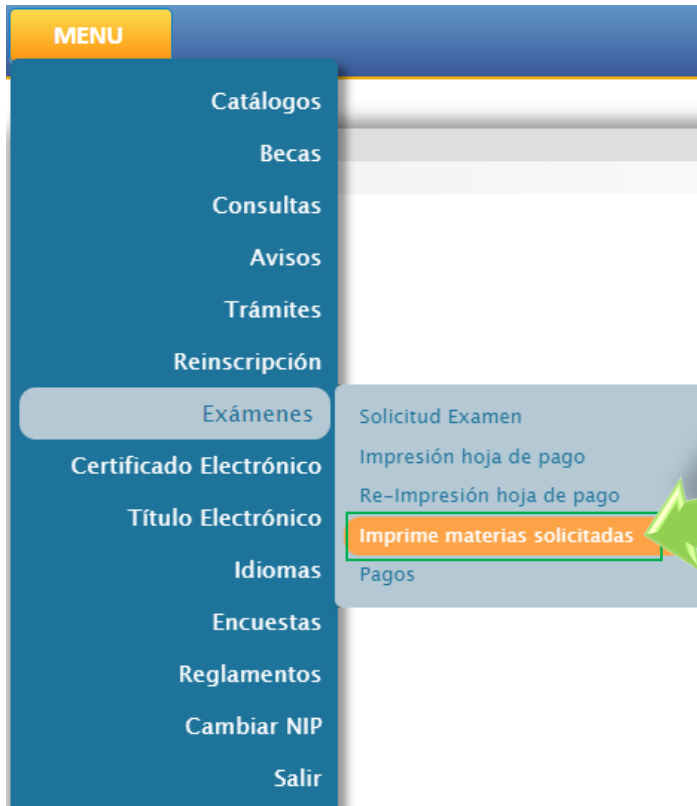 MENU
Catálogos
Becas
Consultas
Avisos
Trámites
Reinscripción
Exámenes
Solicitud Examen
Impresión hoja de pago
Re-Impresión hoja de pago
Imprime materias solicitadas
Pagos
Certificado Electrónico
Título Electrónico
Idiomas
Encuestas
Reglamentos
Cambiar NIP
Salir